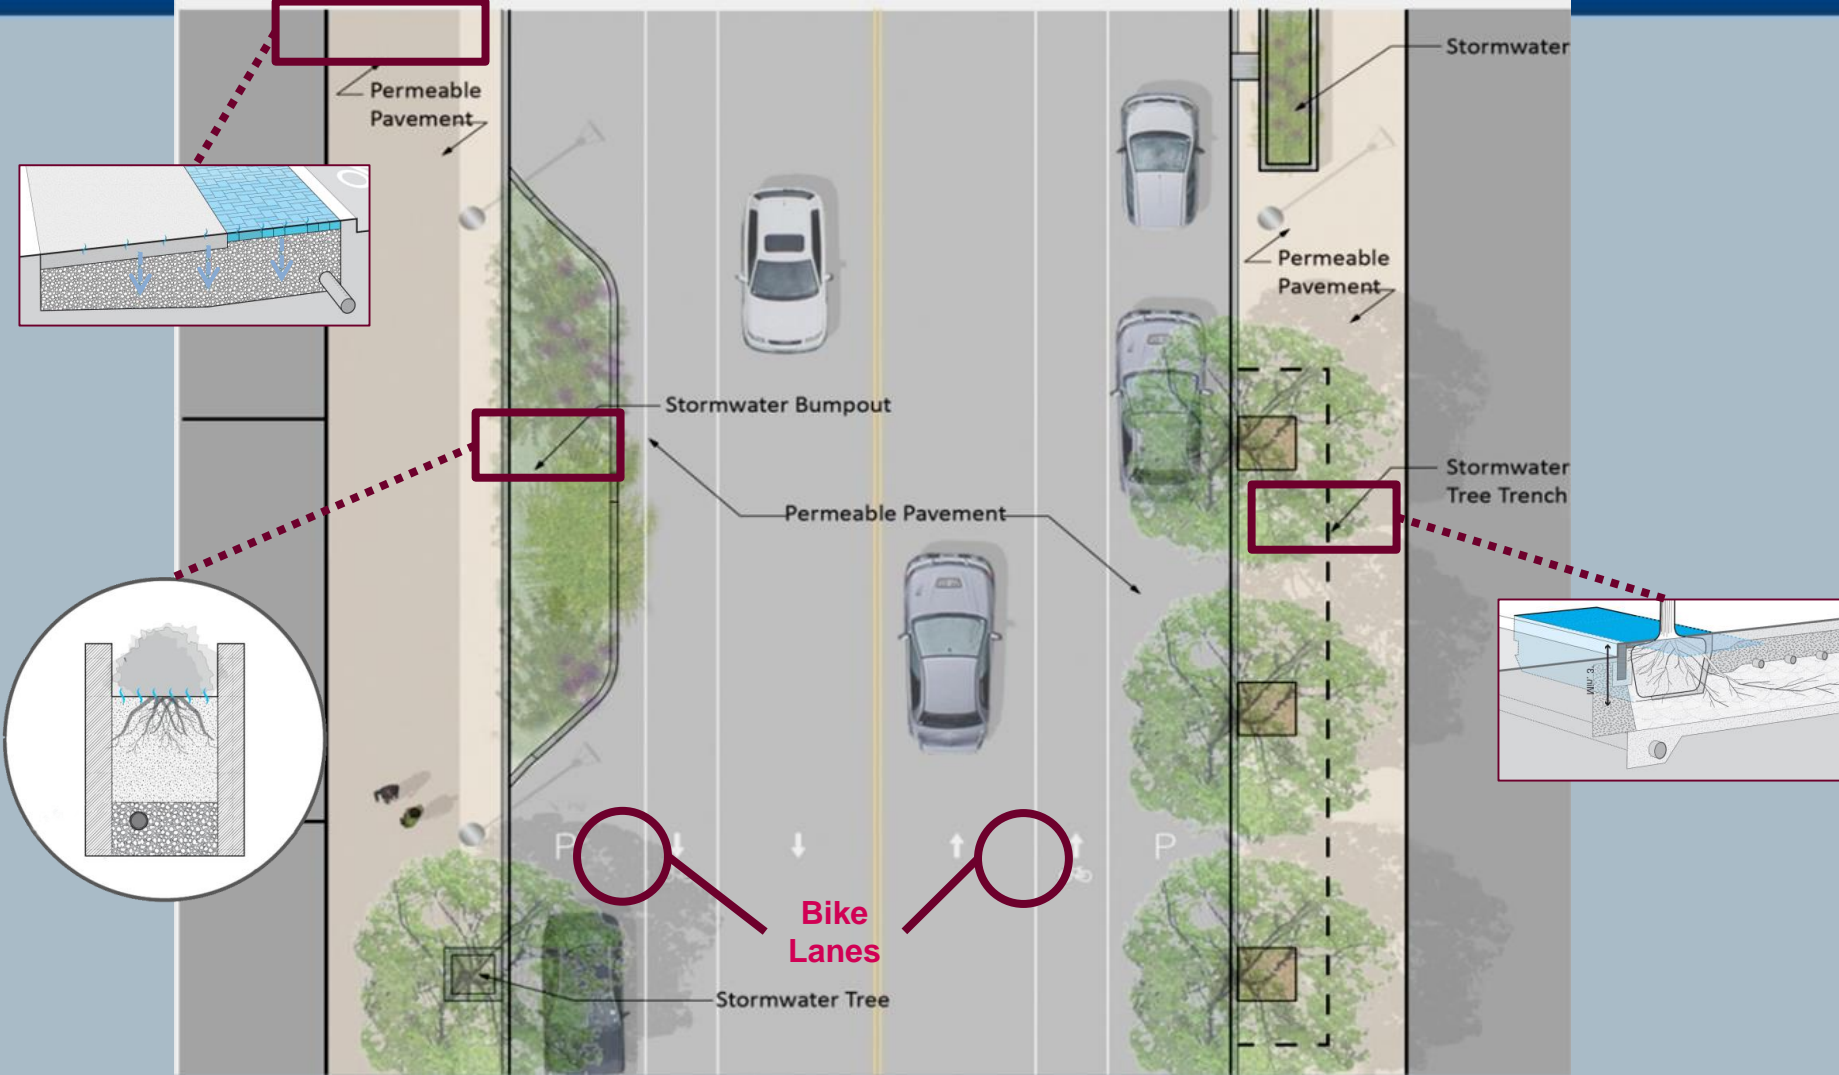 Stormwater
Permeable
Pavement
Permeable
Pavement
Stormwater Bumpout
Stormwater
Tree Trench
Permeable Pavement
P
P
Bike
Lanes
Stormwater Tree